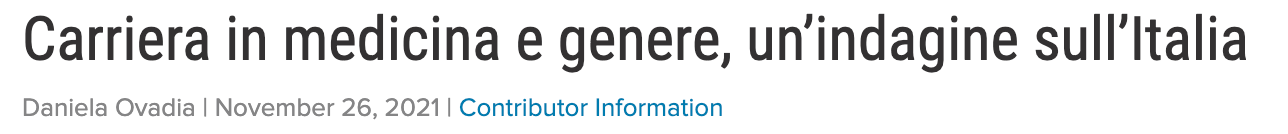 Carriera in medicina e genere, un’indagine sull’Italia
Daniela Ovadia | November 26, 2021 | Contributor Information